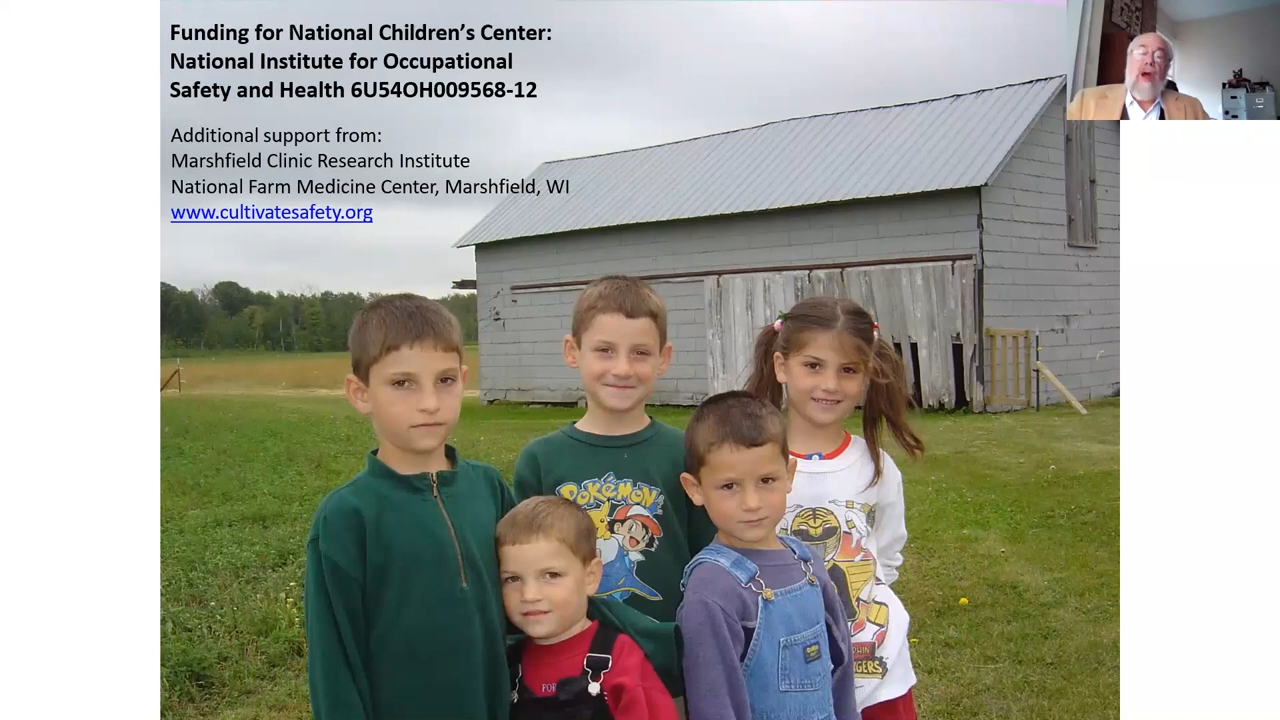 Funding for National Children's Center:
National Institute for Occupational
Safety and Health 6U54OH009568-12
Additional support from:
Marshfield Clinic Research Institute
National Farm Medicine Center, Marshfield, WI
www.cultivatesafety.org
POKéMON
FOR